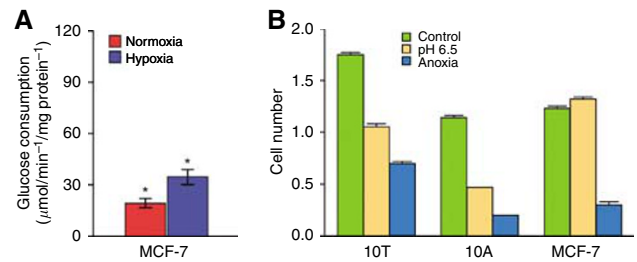 A
Glucose consumption
(μmol/min⁻¹/mg protein⁻¹)
120
90
60
30
0
Normoxia
Hypoxia
*
*
MCF-7
B
Cell number
2.0
1.5
1.0
0.5
0.0
Control
pH 6.5
Anoxia
10T
10A
MCF-7